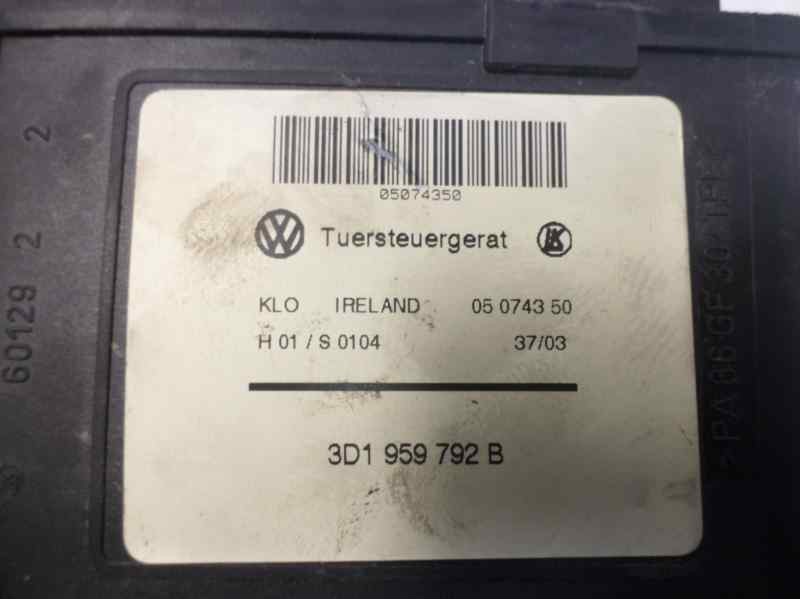 05074350
Tuersteuergerat
KLO IRELAND 05 0743 50
H 01 / S 0104 37/03
3D1 959 792 B
60129 2 2